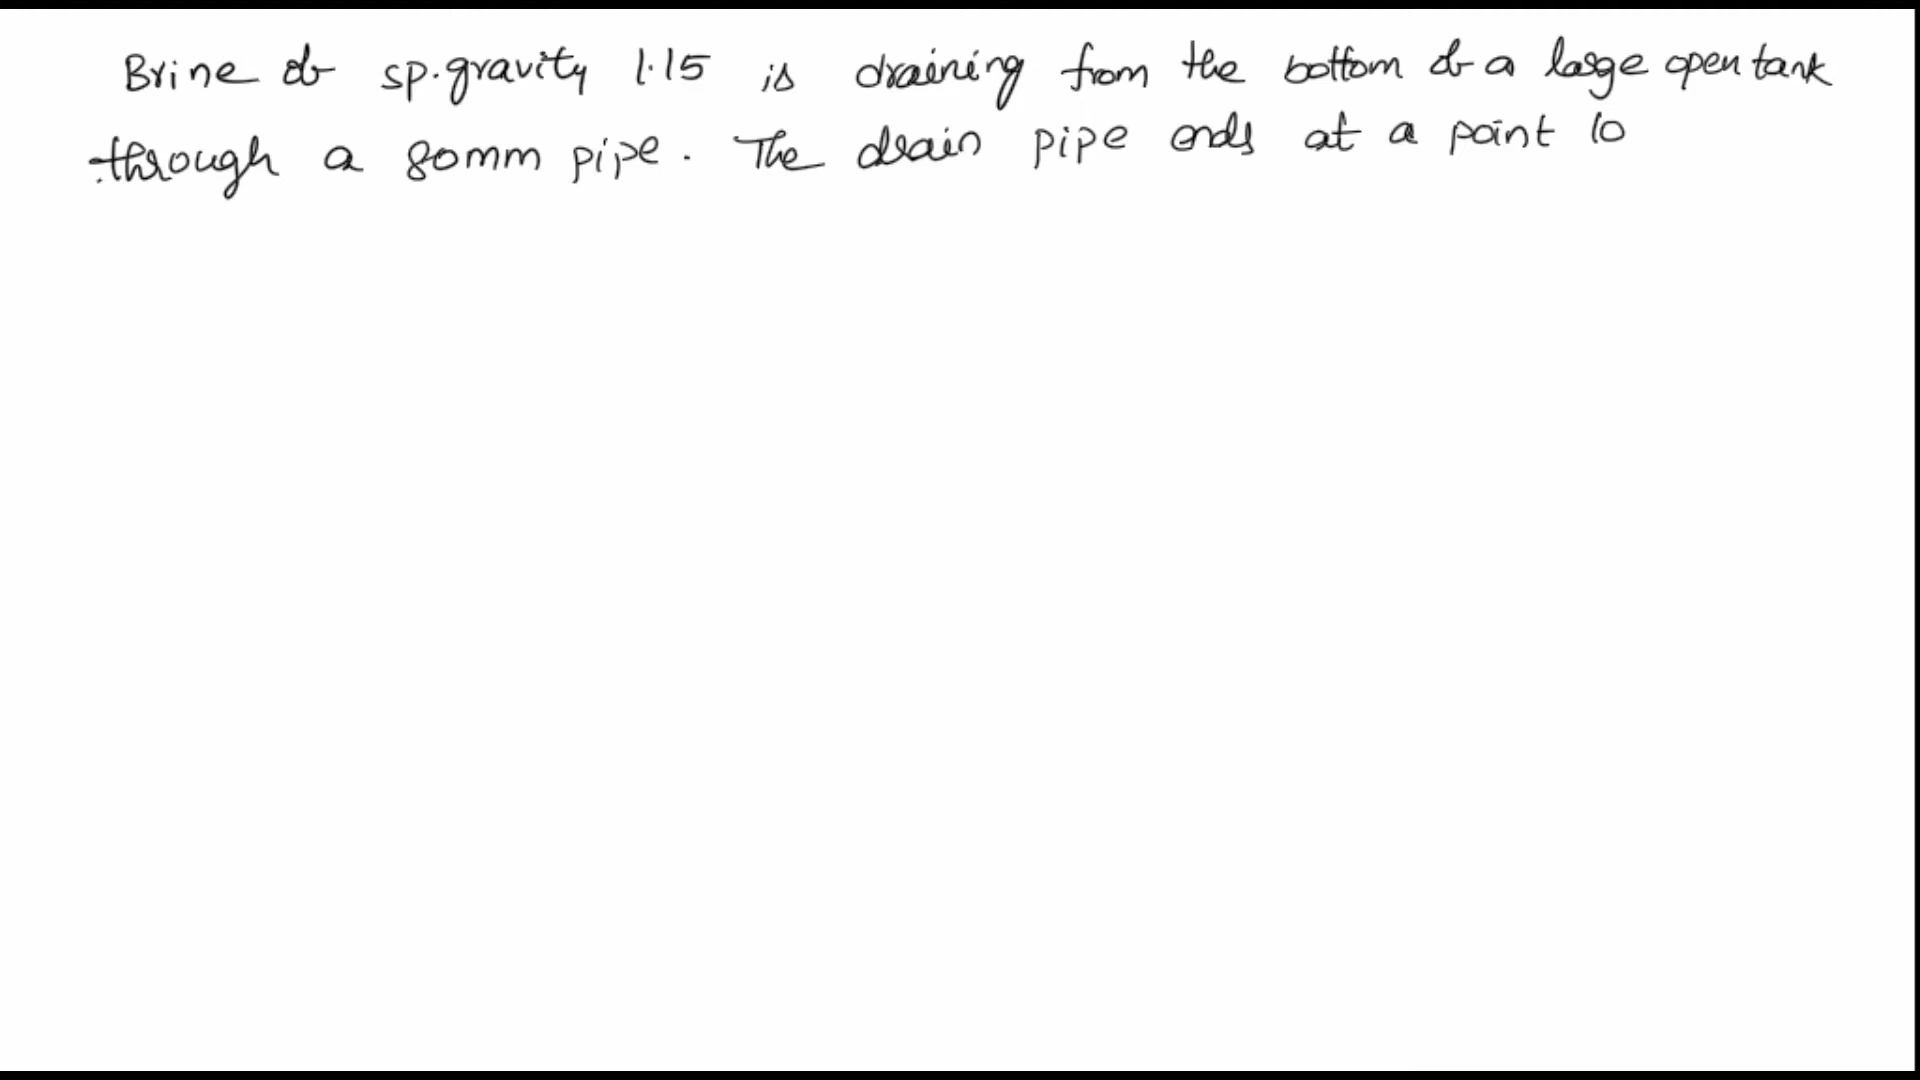 Brine of sp.gravity 1.15 is draining from the bottom of a large open tank
through a 80mm pipe. The drain pipe ends at a point 10